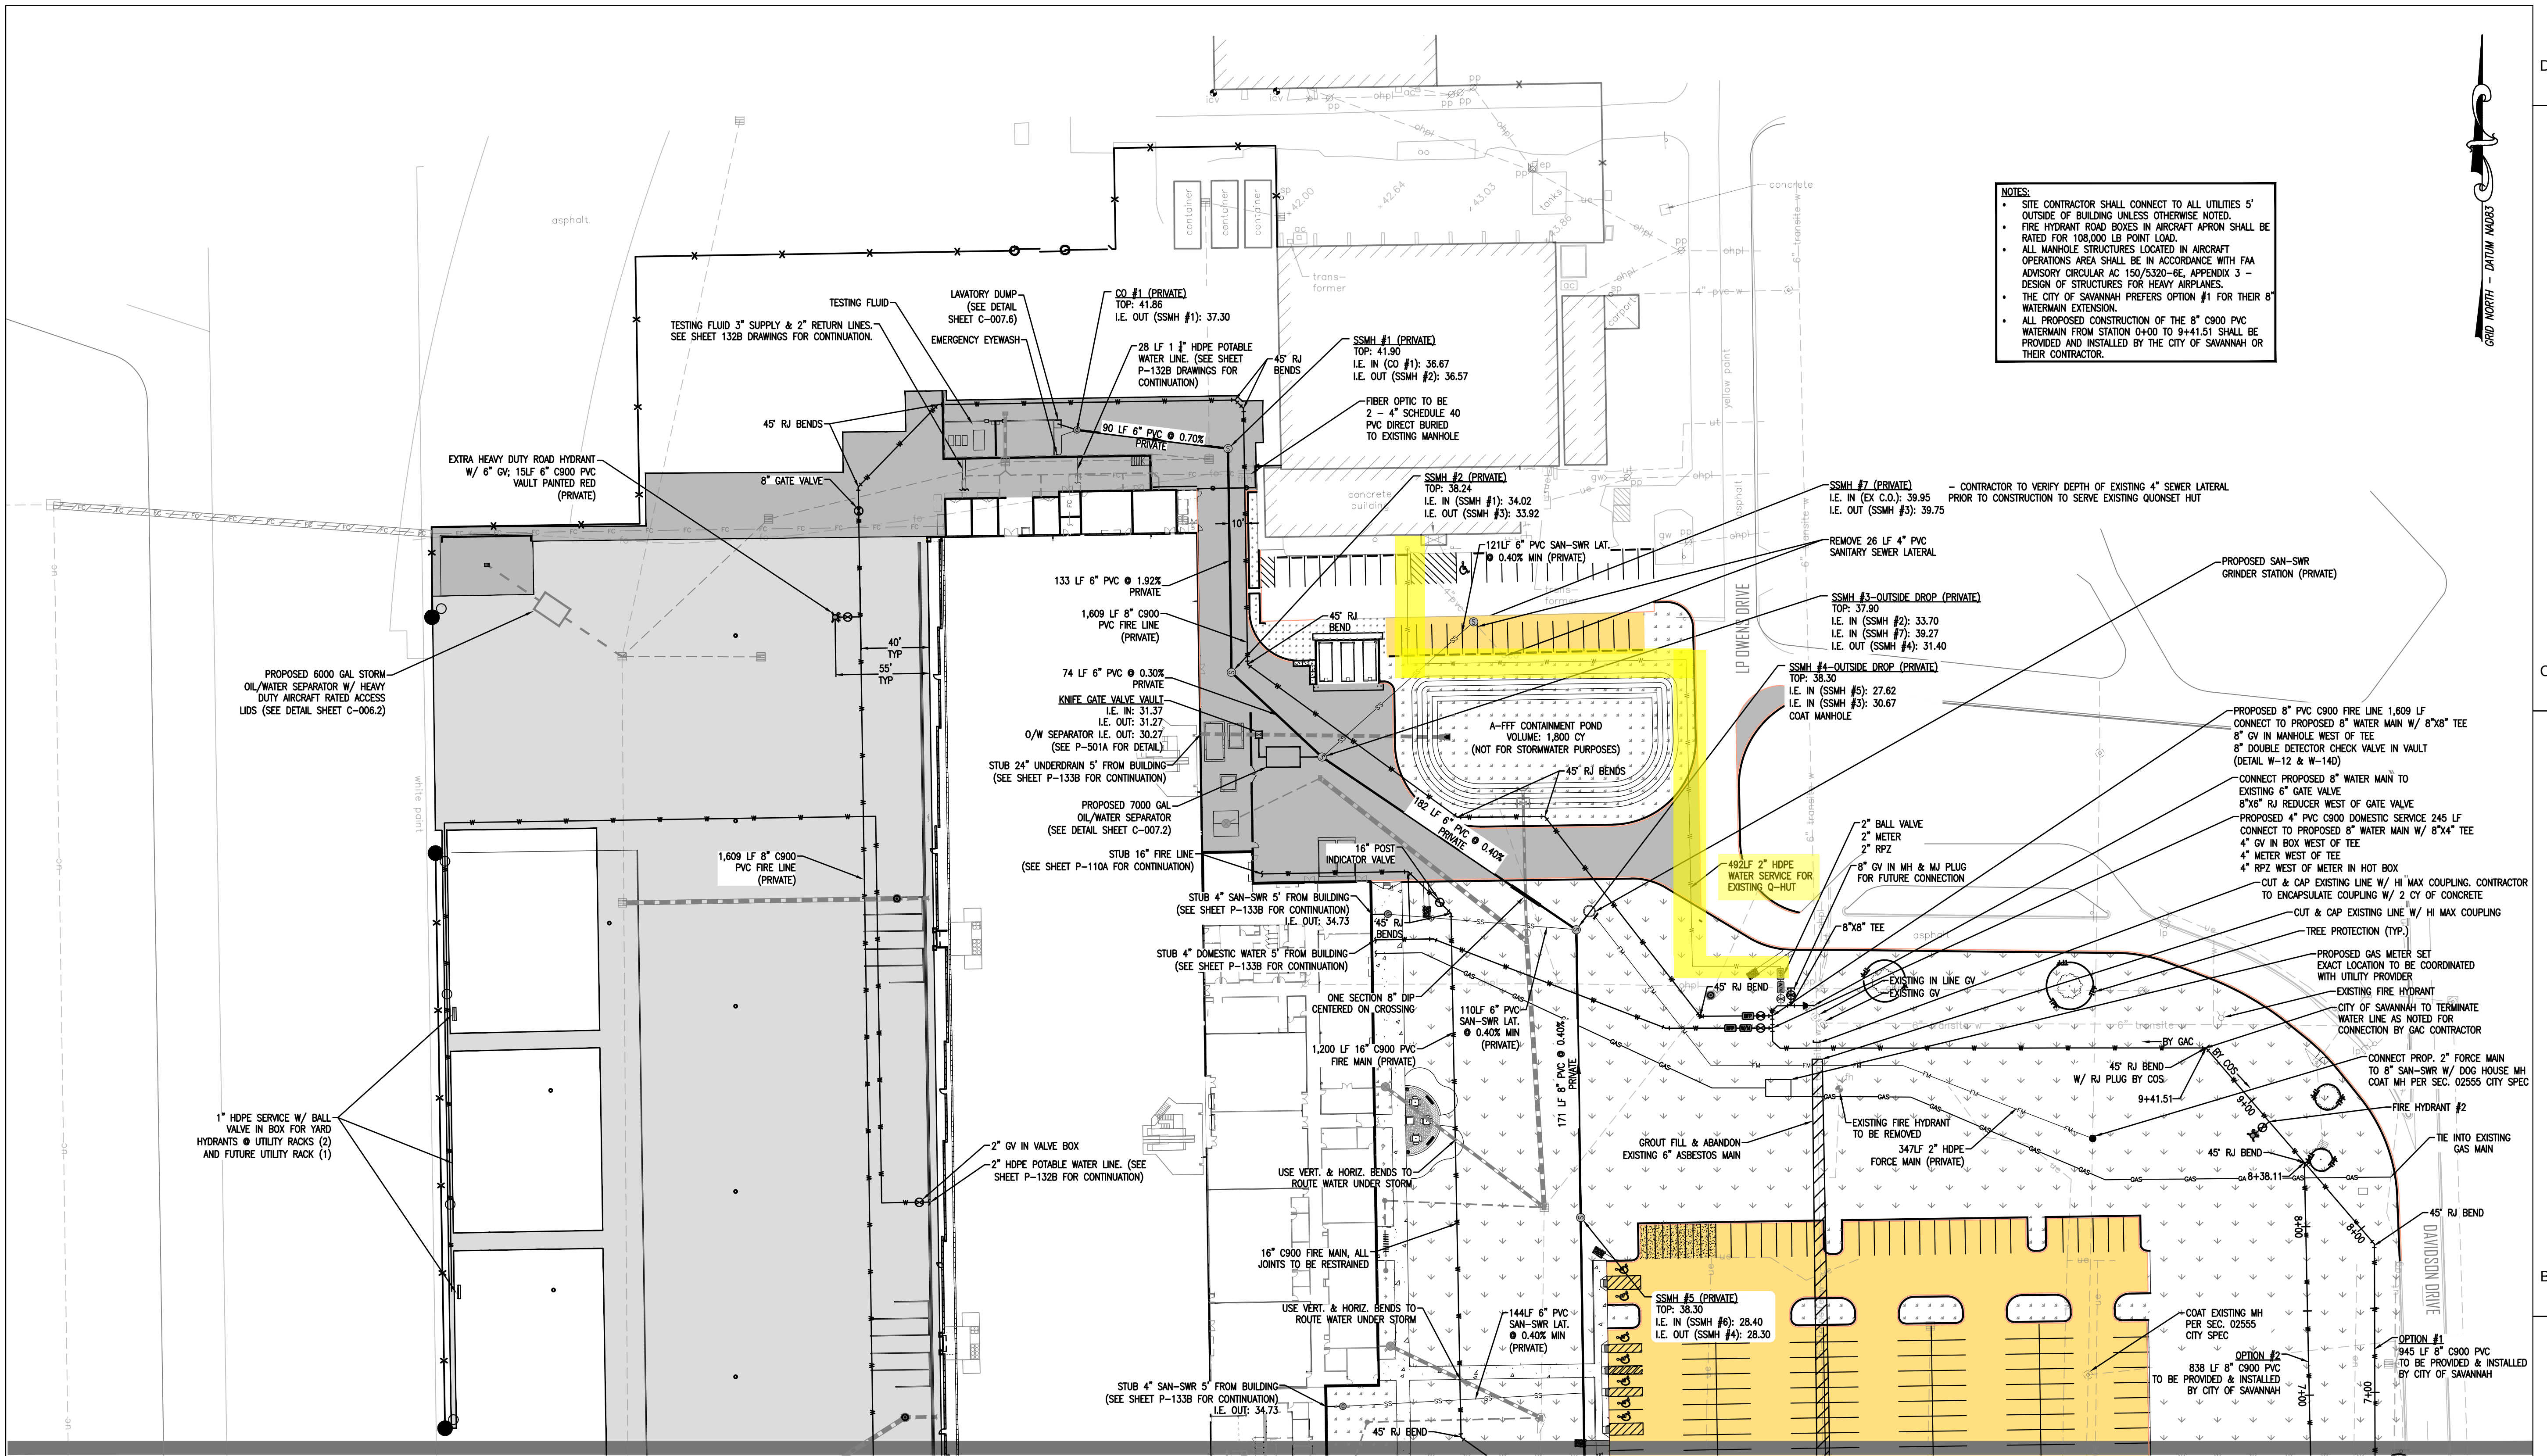 GRID NORTH - DATUM NAD83
NOTES:
• SITE CONTRACTOR SHALL CONNECT TO ALL UTILITIES 5'
OUTSIDE OF BUILDING UNLESS OTHERWISE NOTED.
• FIRE HYDRANT ROAD BOXES IN AIRCRAFT APRON SHALL BE
RATED FOR 108,000 LB POINT LOAD.
• ALL MANHOLE STRUCTURES LOCATED IN AIRCRAFT
OPERATIONS AREA SHALL BE IN ACCORDANCE WITH FAA
ADVISORY CIRCULAR AC 150/5320-6E, APPENDIX 3 -
DESIGN OF STRUCTURES FOR HEAVY AIRPLANES.
• THE CITY OF SAVANNAH PREFERS OPTION #1 FOR THEIR 8"
WATERMAIN EXTENSION.
• ALL PROPOSED CONSTRUCTION OF THE 8" C900 PVC
WATERMAIN FROM STATION 0+00 TO 9+41.51 SHALL BE
PROVIDED AND INSTALLED BY THE CITY OF SAVANNAH OR
THEIR CONTRACTOR.
asphalt
container
container
container
42.00
42.64
43.03
43.86
tanks
trans-
former
concrete
carport
yellow paint
6" transite w
4" pvc w
TESTING FLUID
TESTING FLUID 3" SUPPLY & 2" RETURN LINES.
SEE SHEET 132B DRAWINGS FOR CONTINUATION.
LAVATORY DUMP
(SEE DETAIL
SHEET C-007.6)
EMERGENCY EYEWASH
CO #1 (PRIVATE)
TOP: 41.86
I.E. OUT (SSMH #1): 37.30
28 LF 1 ¼" HDPE POTABLE
WATER LINE. (SEE SHEET
P-132B DRAWINGS FOR
CONTINUATION)
45° RJ
BENDS
SSMH #1 (PRIVATE)
TOP: 41.90
I.E. IN (CO #1): 36.67
I.E. OUT (SSMH #2): 36.57
FIBER OPTIC TO BE
2 - 4" SCHEDULE 40
PVC DIRECT BURIED
TO EXISTING MANHOLE
45° RJ BENDS
90 LF 6" PVC @ 0.70%
PRIVATE
EXTRA HEAVY DUTY ROAD HYDRANT
W/ 6" GV; 15LF 6" C900 PVC
VAULT PAINTED RED
(PRIVATE)
8" GATE VALVE
concrete
building
10'
SSMH #2 (PRIVATE)
TOP: 38.24
I.E. IN (SSMH #1): 34.02
I.E. OUT (SSMH #3): 33.92
SSMH #7 (PRIVATE)
I.E. IN (EX C.O.): 39.95
I.E. OUT (SSMH #3): 39.75
- CONTRACTOR TO VERIFY DEPTH OF EXISTING 4" SEWER LATERAL
PRIOR TO CONSTRUCTION TO SERVE EXISTING QUONSET HUT
121LF 6" PVC SAN-SWR LAT.
@ 0.40% MIN (PRIVATE)
REMOVE 26 LF 4" PVC
SANITARY SEWER LATERAL
PROPOSED SAN-SWR
GRINDER STATION (PRIVATE)
133 LF 6" PVC @ 1.92%
PRIVATE
1,609 LF 8" C900
PVC FIRE LINE
(PRIVATE)
45° RJ
BEND
4" pvc
trans-
former
LP OWENS DRIVE
asphalt
SSMH #3-OUTSIDE DROP (PRIVATE)
TOP: 37.90
I.E. IN (SSMH #2): 33.70
I.E. IN (SSMH #7): 39.27
I.E. OUT (SSMH #4): 31.40
40'
TYP
55'
TYP
PROPOSED 6000 GAL STORM
OIL/WATER SEPARATOR W/ HEAVY
DUTY AIRCRAFT RATED ACCESS
LIDS (SEE DETAIL SHEET C-006.2)
74 LF 6" PVC @ 0.30%
PRIVATE
KNIFE GATE VALVE VAULT
I.E. IN: 31.37
I.E. OUT: 31.27
O/W SEPARATOR I.E. OUT: 30.27
(SEE P-501A FOR DETAIL)
SSMH #4-OUTSIDE DROP (PRIVATE)
TOP: 38.30
I.E. IN (SSMH #5): 27.62
I.E. IN (SSMH #3): 30.67
COAT MANHOLE
A-FFF CONTAINMENT POND
VOLUME: 1,800 CY
(NOT FOR STORMWATER PURPOSES)
PROPOSED 8" PVC C900 FIRE LINE 1,609 LF
CONNECT TO PROPOSED 8" WATER MAIN W/ 8"X8" TEE
8" GV IN MANHOLE WEST OF TEE
8" DOUBLE DETECTOR CHECK VALVE IN VAULT
(DETAIL W-12 & W-14D)
STUB 24" UNDERDRAIN 5' FROM BUILDING
(SEE SHEET P-133B FOR CONTINUATION)
45° RJ BENDS
white paint
CONNECT PROPOSED 8" WATER MAIN TO
EXISTING 6" GATE VALVE
8"X6" RJ REDUCER WEST OF GATE VALVE
PROPOSED 7000 GAL
OIL/WATER SEPARATOR
(SEE DETAIL SHEET C-007.2)
182 LF 6" PVC @ 0.40%
PRIVATE
PROPOSED 4" PVC C900 DOMESTIC SERVICE 245 LF
CONNECT TO PROPOSED 8" WATER MAIN W/ 8"X4" TEE
4" GV IN BOX WEST OF TEE
4" METER WEST OF TEE
4" RPZ WEST OF METER IN HOT BOX
2" BALL VALVE
2" METER
2" RPZ
1,609 LF 8" C900
PVC FIRE LINE
(PRIVATE)
STUB 16" FIRE LINE
(SEE SHEET P-110A FOR CONTINUATION)
16" POST
INDICATOR VALVE
492LF 2" HDPE
WATER SERVICE FOR
EXISTING Q-HUT
8" GV IN MH & MJ PLUG
FOR FUTURE CONNECTION
CUT & CAP EXISTING LINE W/ HI MAX COUPLING. CONTRACTOR
TO ENCAPSULATE COUPLING W/ 2 CY OF CONCRETE
STUB 4" SAN-SWR 5' FROM BUILDING
(SEE SHEET P-133B FOR CONTINUATION)
I.E. OUT: 34.73
45° RJ
BENDS
CUT & CAP EXISTING LINE W/ HI MAX COUPLING
8"X8" TEE
asphalt
TREE PROTECTION (TYP.)
STUB 4" DOMESTIC WATER 5' FROM BUILDING
(SEE SHEET P-133B FOR CONTINUATION)
PROPOSED GAS METER SET
EXACT LOCATION TO BE COORDINATED
WITH UTILITY PROVIDER
45° RJ BEND
EXISTING IN LINE GV
EXISTING GV
EXISTING FIRE HYDRANT
ONE SECTION 8" DIP
CENTERED ON CROSSING
110LF 6" PVC
SAN-SWR LAT.
@ 0.40% MIN
(PRIVATE)
CITY OF SAVANNAH TO TERMINATE
WATER LINE AS NOTED FOR
CONNECTION BY GAC CONTRACTOR
6" transite w
6" transite
1,200 LF 16" C900 PVC
FIRE MAIN (PRIVATE)
171 LF 8" PVC @ 0.40%
PRIVATE
BY GAC
BY COS
45° RJ BEND
W/ RJ PLUG BY COS
CONNECT PROP. 2" FORCE MAIN
TO 8" SAN-SWR W/ DOG HOUSE MH
COAT MH PER SEC. 02555 CITY SPEC
9+41.51
9+00
FIRE HYDRANT #2
1" HDPE SERVICE W/ BALL
VALVE IN BOX FOR YARD
HYDRANTS @ UTILITY RACKS (2)
AND FUTURE UTILITY RACK (1)
EXISTING FIRE HYDRANT
TO BE REMOVED
GROUT FILL & ABANDON
EXISTING 6" ASBESTOS MAIN
347LF 2" HDPE
FORCE MAIN (PRIVATE)
TIE INTO EXISTING
GAS MAIN
45° RJ BEND
2" GV IN VALVE BOX
2" HDPE POTABLE WATER LINE. (SEE
SHEET P-132B FOR CONTINUATION)
USE VERT. & HORIZ. BENDS TO
ROUTE WATER UNDER STORM
8+38.11
45° RJ BEND
8+00
8+00
DAVIDSON DRIVE
16" C900 FIRE MAIN, ALL
JOINTS TO BE RESTRAINED
USE VERT. & HORIZ. BENDS TO
ROUTE WATER UNDER STORM
144LF 6" PVC
SAN-SWR LAT.
@ 0.40% MIN
(PRIVATE)
SSMH #5 (PRIVATE)
TOP: 38.30
I.E. IN (SSMH #6): 28.40
I.E. OUT (SSMH #4): 28.30
COAT EXISTING MH
PER SEC. 02555
CITY SPEC
OPTION #1
945 LF 8" C900 PVC
TO BE PROVIDED & INSTALLED
BY CITY OF SAVANNAH
OPTION #2
838 LF 8" C900 PVC
TO BE PROVIDED & INSTALLED
BY CITY OF SAVANNAH
7+00
7+00
STUB 4" SAN-SWR 5' FROM BUILDING
(SEE SHEET P-133B FOR CONTINUATION)
I.E. OUT: 34.73
45° RJ BEND